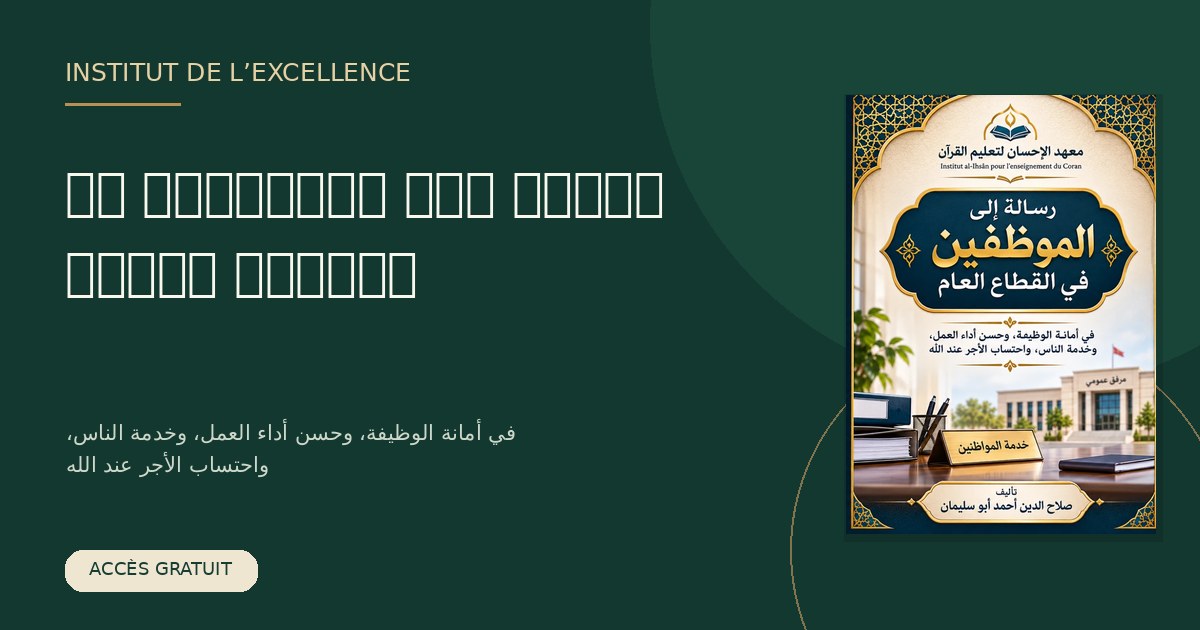 INSTITUT DE L’EXCELLENCE
في أمانة الوظيفة، وحسن أداء العمل، وخدمة الناس،
واحتساب الأجر عند الله
ACCÈS GRATUIT
معهد الإحسان لتعليم القرآن
Institut al-Ihsân pour l'enseignement du Coran
رسالة إلى
الموظفين
في القطاع العام
في أمانة الوظيفة، وحسن أداء العمل،
وخدمة الناس، واحتساب الأجر عند الله
مرفق عمومي
خدمة المواطنين
تأليف
صلاح الدين أحمد أبو سليمان